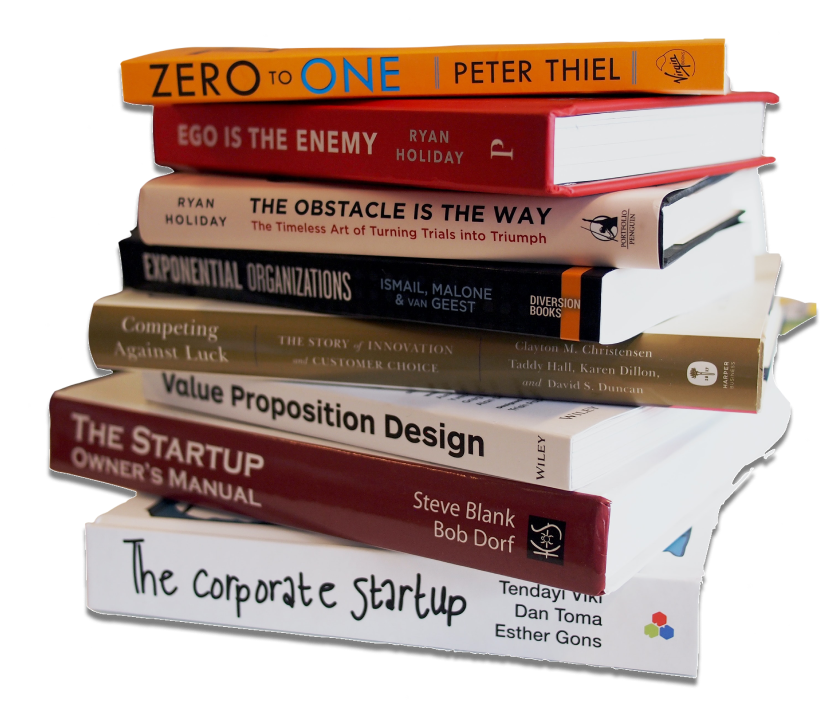 ZERO TO ONE PETER THIEL Virgin
EGO IS THE ENEMY RYAN HOLIDAY P
RYAN HOLIDAY THE OBSTACLE IS THE WAY
The Timeless Art of Turning Trials into Triumph
PORTFOLIO PENGUIN
EXPONENTIAL ORGANIZATIONS ISMAIL, MALONE
& VAN GEEST
DIVERSION BOOKS
Competing Against Luck
THE STORY of INNOVATION
and CUSTOMER CHOICE
Clayton M. Christensen
Taddy Hall, Karen Dillon,
and David S. Duncan
HARPER BUSINESS
Value Proposition Design WILEY
WILEY
THE STARTUP
OWNER'S MANUAL
Steve Blank
Bob Dorf
K&S
The corporate startup
Tendayi Viki
Dan Toma
Esther Gons